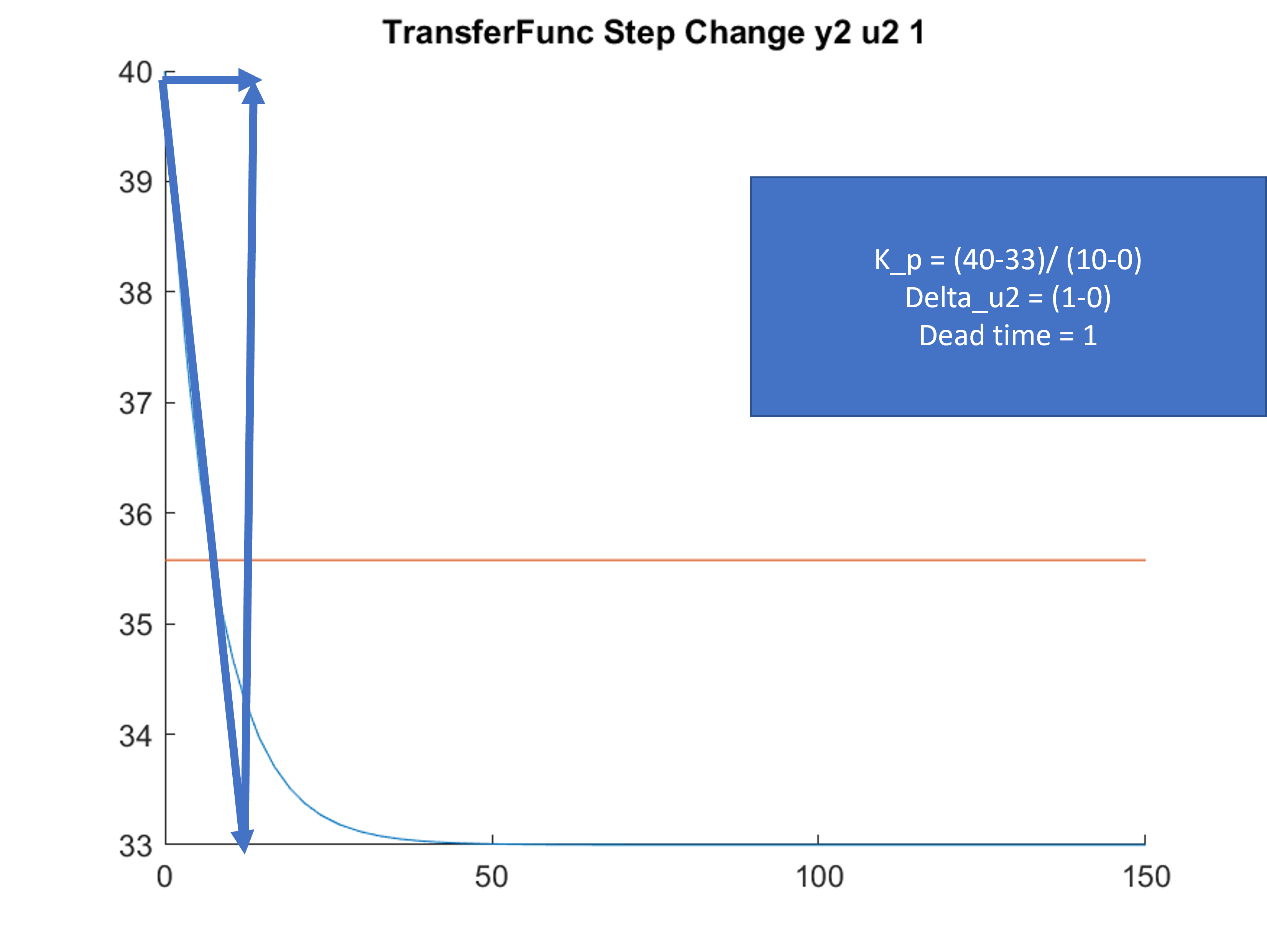 TransferFunc Step Change y2 u2 1
40
39
38
37
36
35
34
33
K_p = (40-33)/ (10-0)
Delta_u2 = (1-0)
Dead time = 1
0 50 100 150